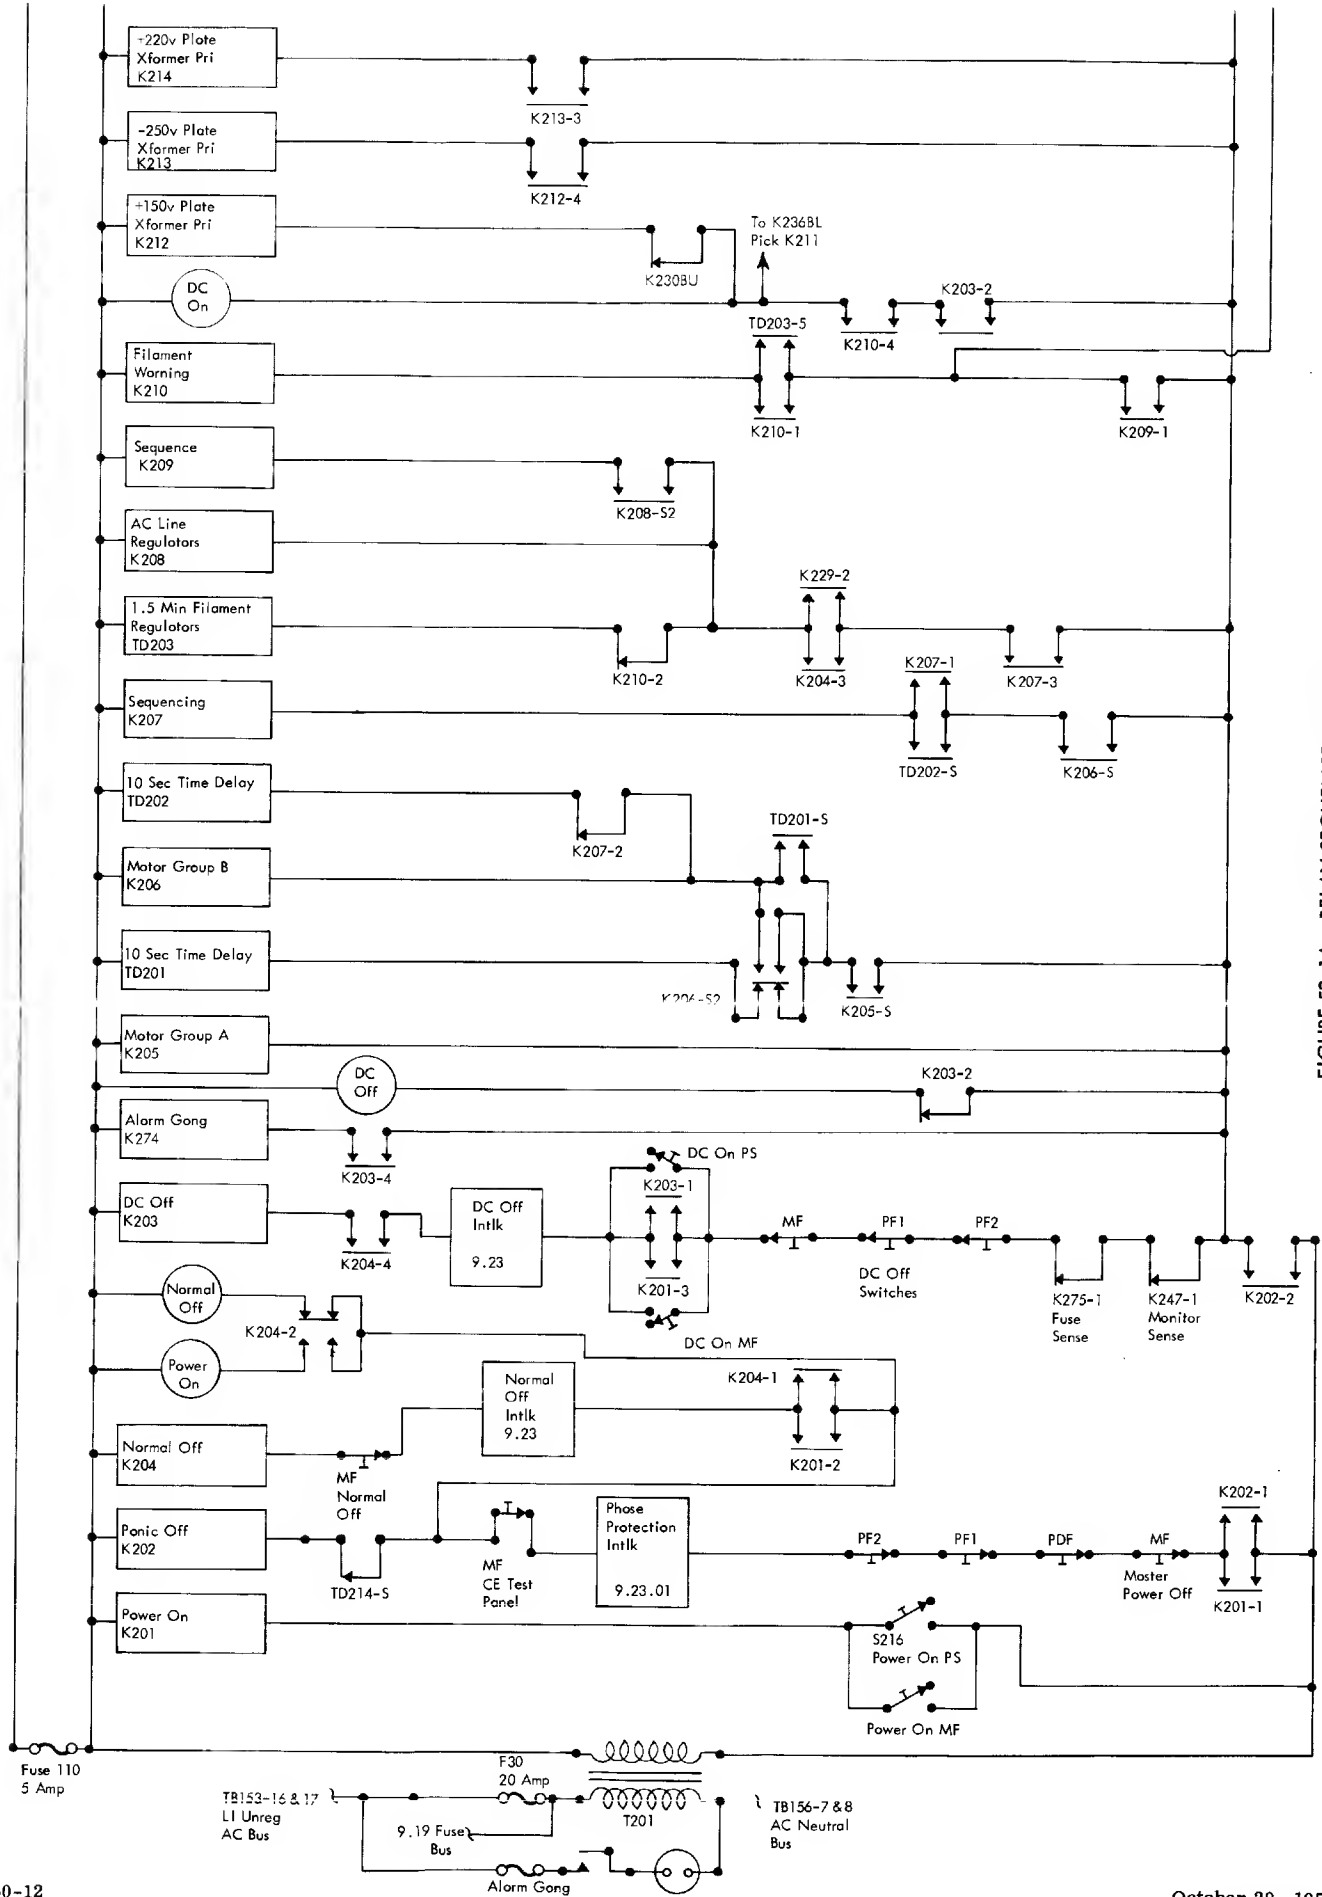 +220v Plate
Xformer Pri
K214
K213-3
-250v Plate
Xformer Pri
K213
K212-4
+150v Plate
Xformer Pri
K212
To K236BL
Pick K211
K230BU
DC
On
K203-2
TD203-5
K210-4
Filament
Warning
K210
K210-1
K209-1
Sequence
K209
K208-S2
AC Line
Regulators
K208
K229-2
1.5 Min Filament
Regulators
TD203
K210-2
K204-3
K207-1
K207-3
Sequencing
K207
TD202-S
K206-S
10 Sec Time Delay
TD202
K207-2
TD201-S
Motor Group B
K206
10 Sec Time Delay
TD201
K206-S2
K205-S
Motor Group A
K205
DC
Off
K203-2
Alarm Gong
K274
K203-4
DC On PS
K203-1
DC Off
K203
K204-4
DC Off
Intlk
9.23
K201-3
MF
PF1
PF2
DC Off
Switches
K275-1
Fuse
Sense
K247-1
Monitor
Sense
K202-2
Normal
Off
K204-2
DC On MF
Power
On
K204-1
Normal
Off
Intlk
9.23
Normal Off
K204
MF
Normal
Off
K201-2
K202-1
Panic Off
K202
TD214-S
MF
CE Test
Panel
Phase
Protection
Intlk
9.23.01
PF2
PF1
PDF
MF
Master
Power Off
K201-1
Power On
K201
S216
Power On PS
Power On MF
Fuse 110
5 Amp
F30
20 Amp
TB153-16 & 17
LI Unreg
AC Bus
T201
TB156-7 & 8
AC Neutral
Bus
9.19 Fuse
Bus
Alarm Gong